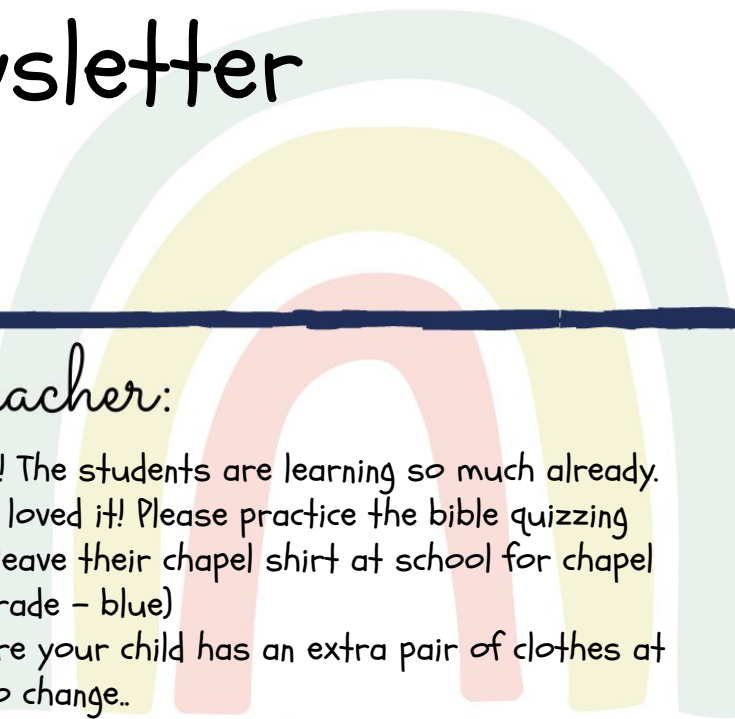 sletter
acher:
! The students are learning so much already.
loved it! Please practice the bible quizzing
eave their chapel shirt at school for chapel
rade – blue)
re your child has an extra pair of clothes at
o change..